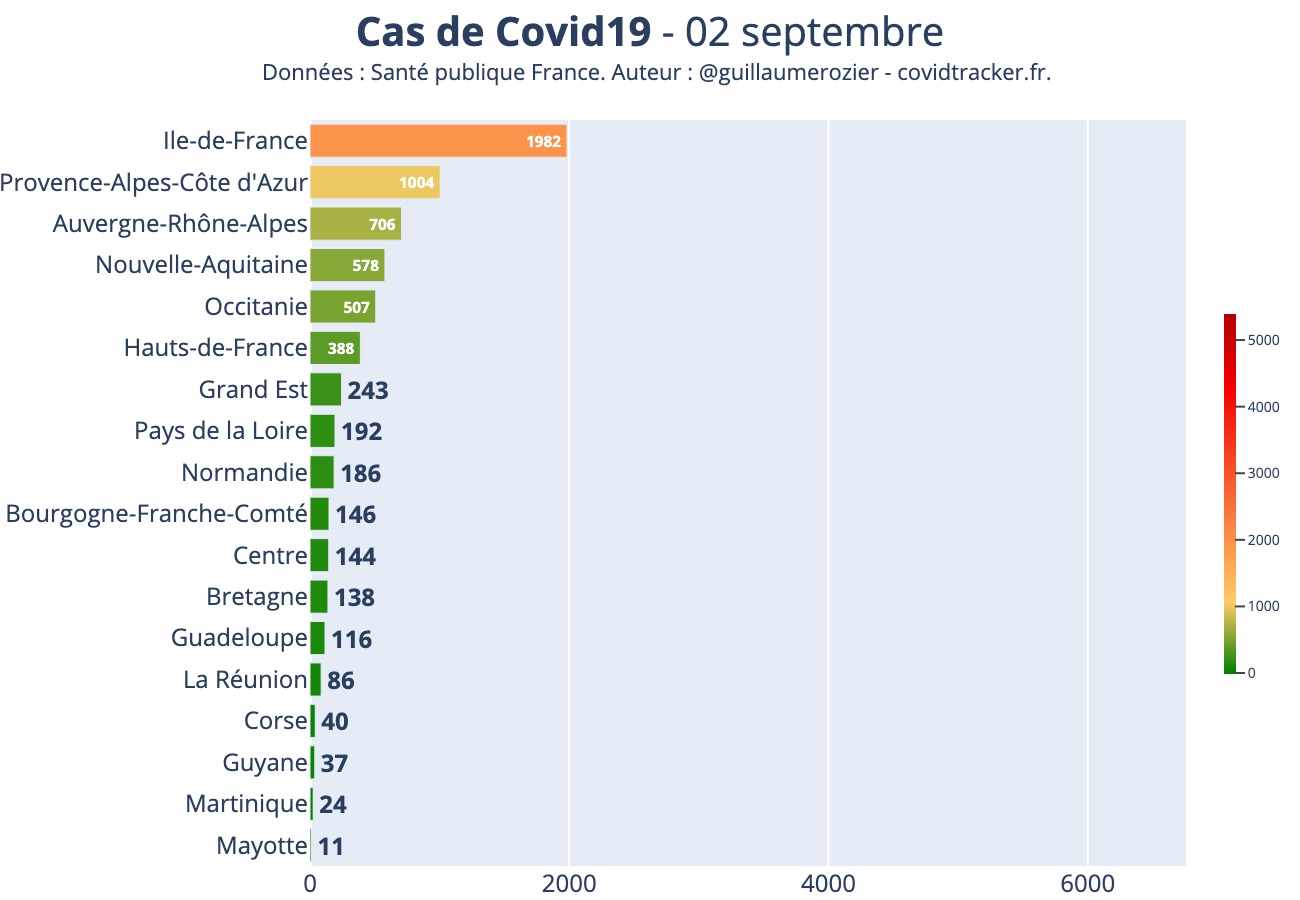 Cas de Covid19 - 02 septembre
Données : Santé publique France. Auteur : @guillaumerozier - covidtracker.fr.
Ile-de-France 1982
Provence-Alpes-Côte d'Azur 1004
Auvergne-Rhône-Alpes 706
Nouvelle-Aquitaine 578
Occitanie 507
Hauts-de-France 388
Grand Est 243
Pays de la Loire 192
Normandie 186
Bourgogne-Franche-Comté 146
Centre 144
Bretagne 138
Guadeloupe 116
La Réunion 86
Corse 40
Guyane 37
Martinique 24
Mayotte 11
0 2000 4000 6000
5000
4000
3000
2000
1000
0